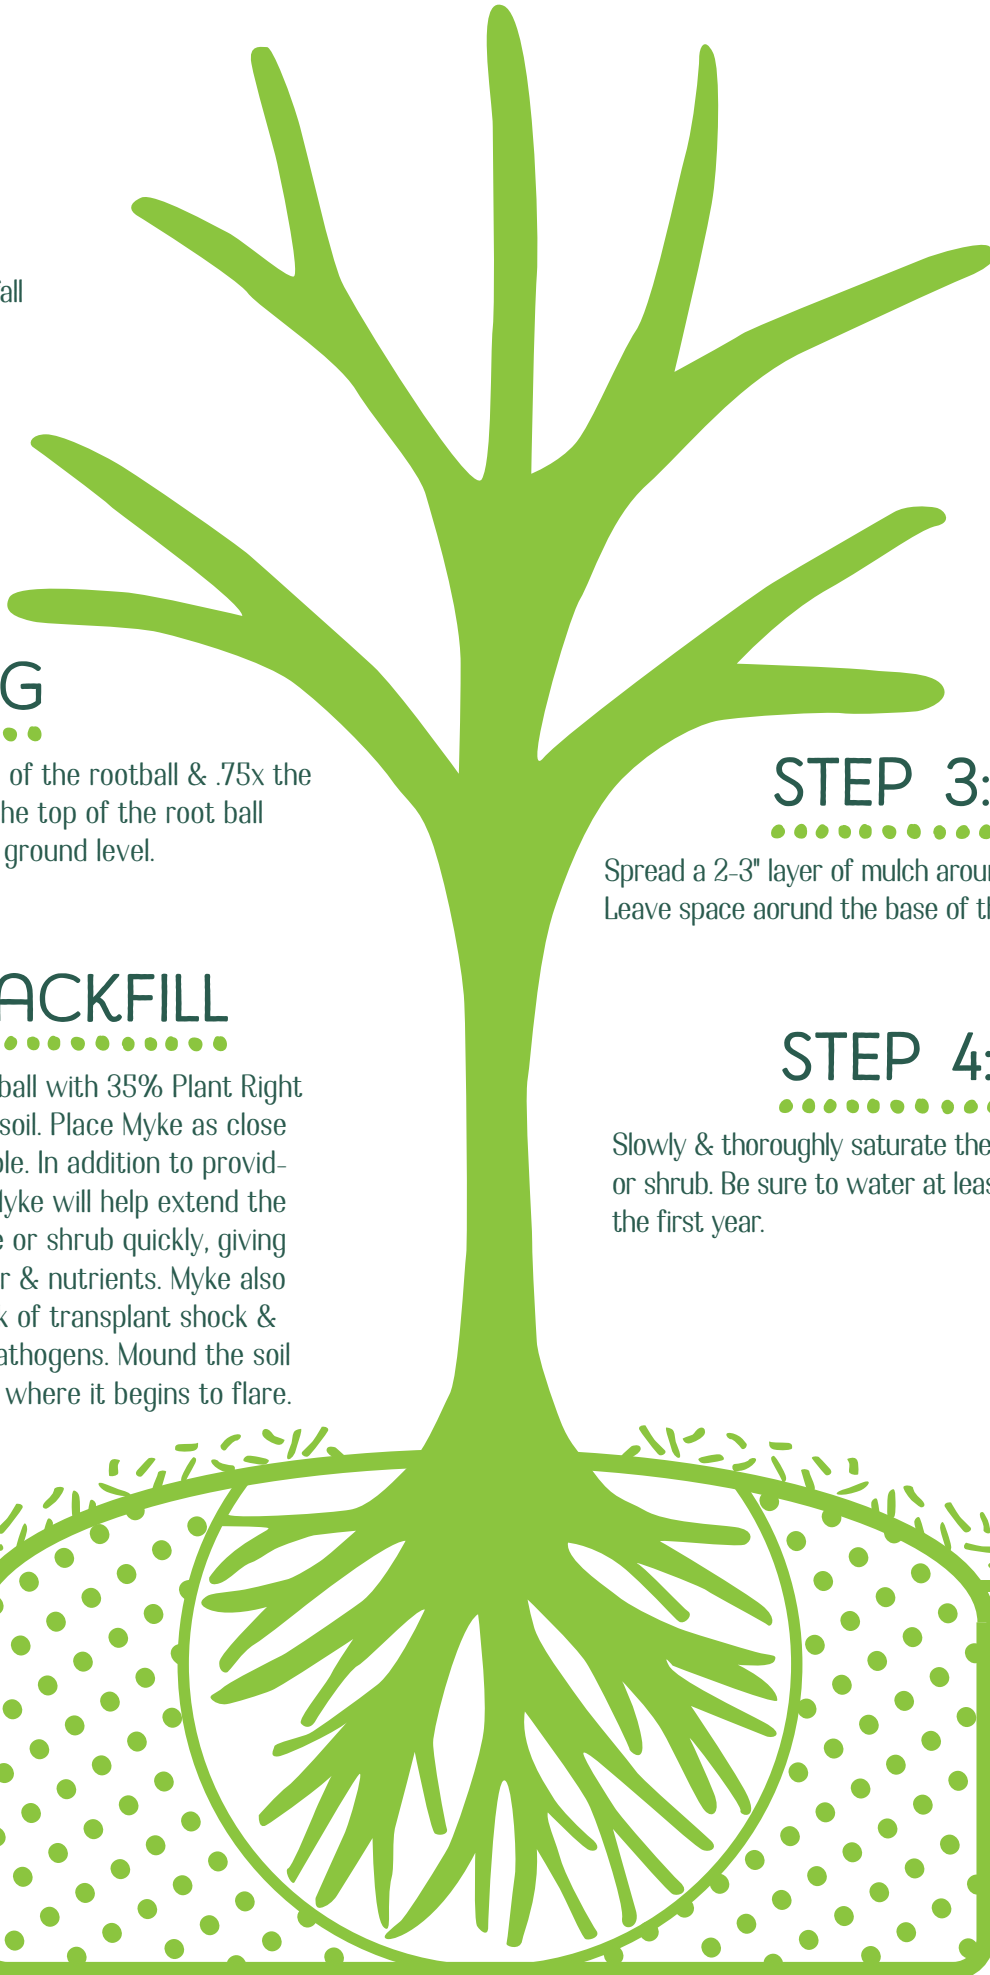 all
G
of the rootball & .75x the
he top of the root ball
ground level.
ACKFILL
ball with 35% Plant Right
soil. Place Myke as close
ble. In addition to provid-
Myke will help extend the
e or shrub quickly, giving
r & nutrients. Myke also
k of transplant shock &
athogens. Mound the soil
where it begins to flare.
STEP 3:
Spread a 2-3" layer of mulch aroun
Leave space aorund the base of th
STEP 4:
Slowly & thoroughly saturate the
or shrub. Be sure to water at leas
the first year.